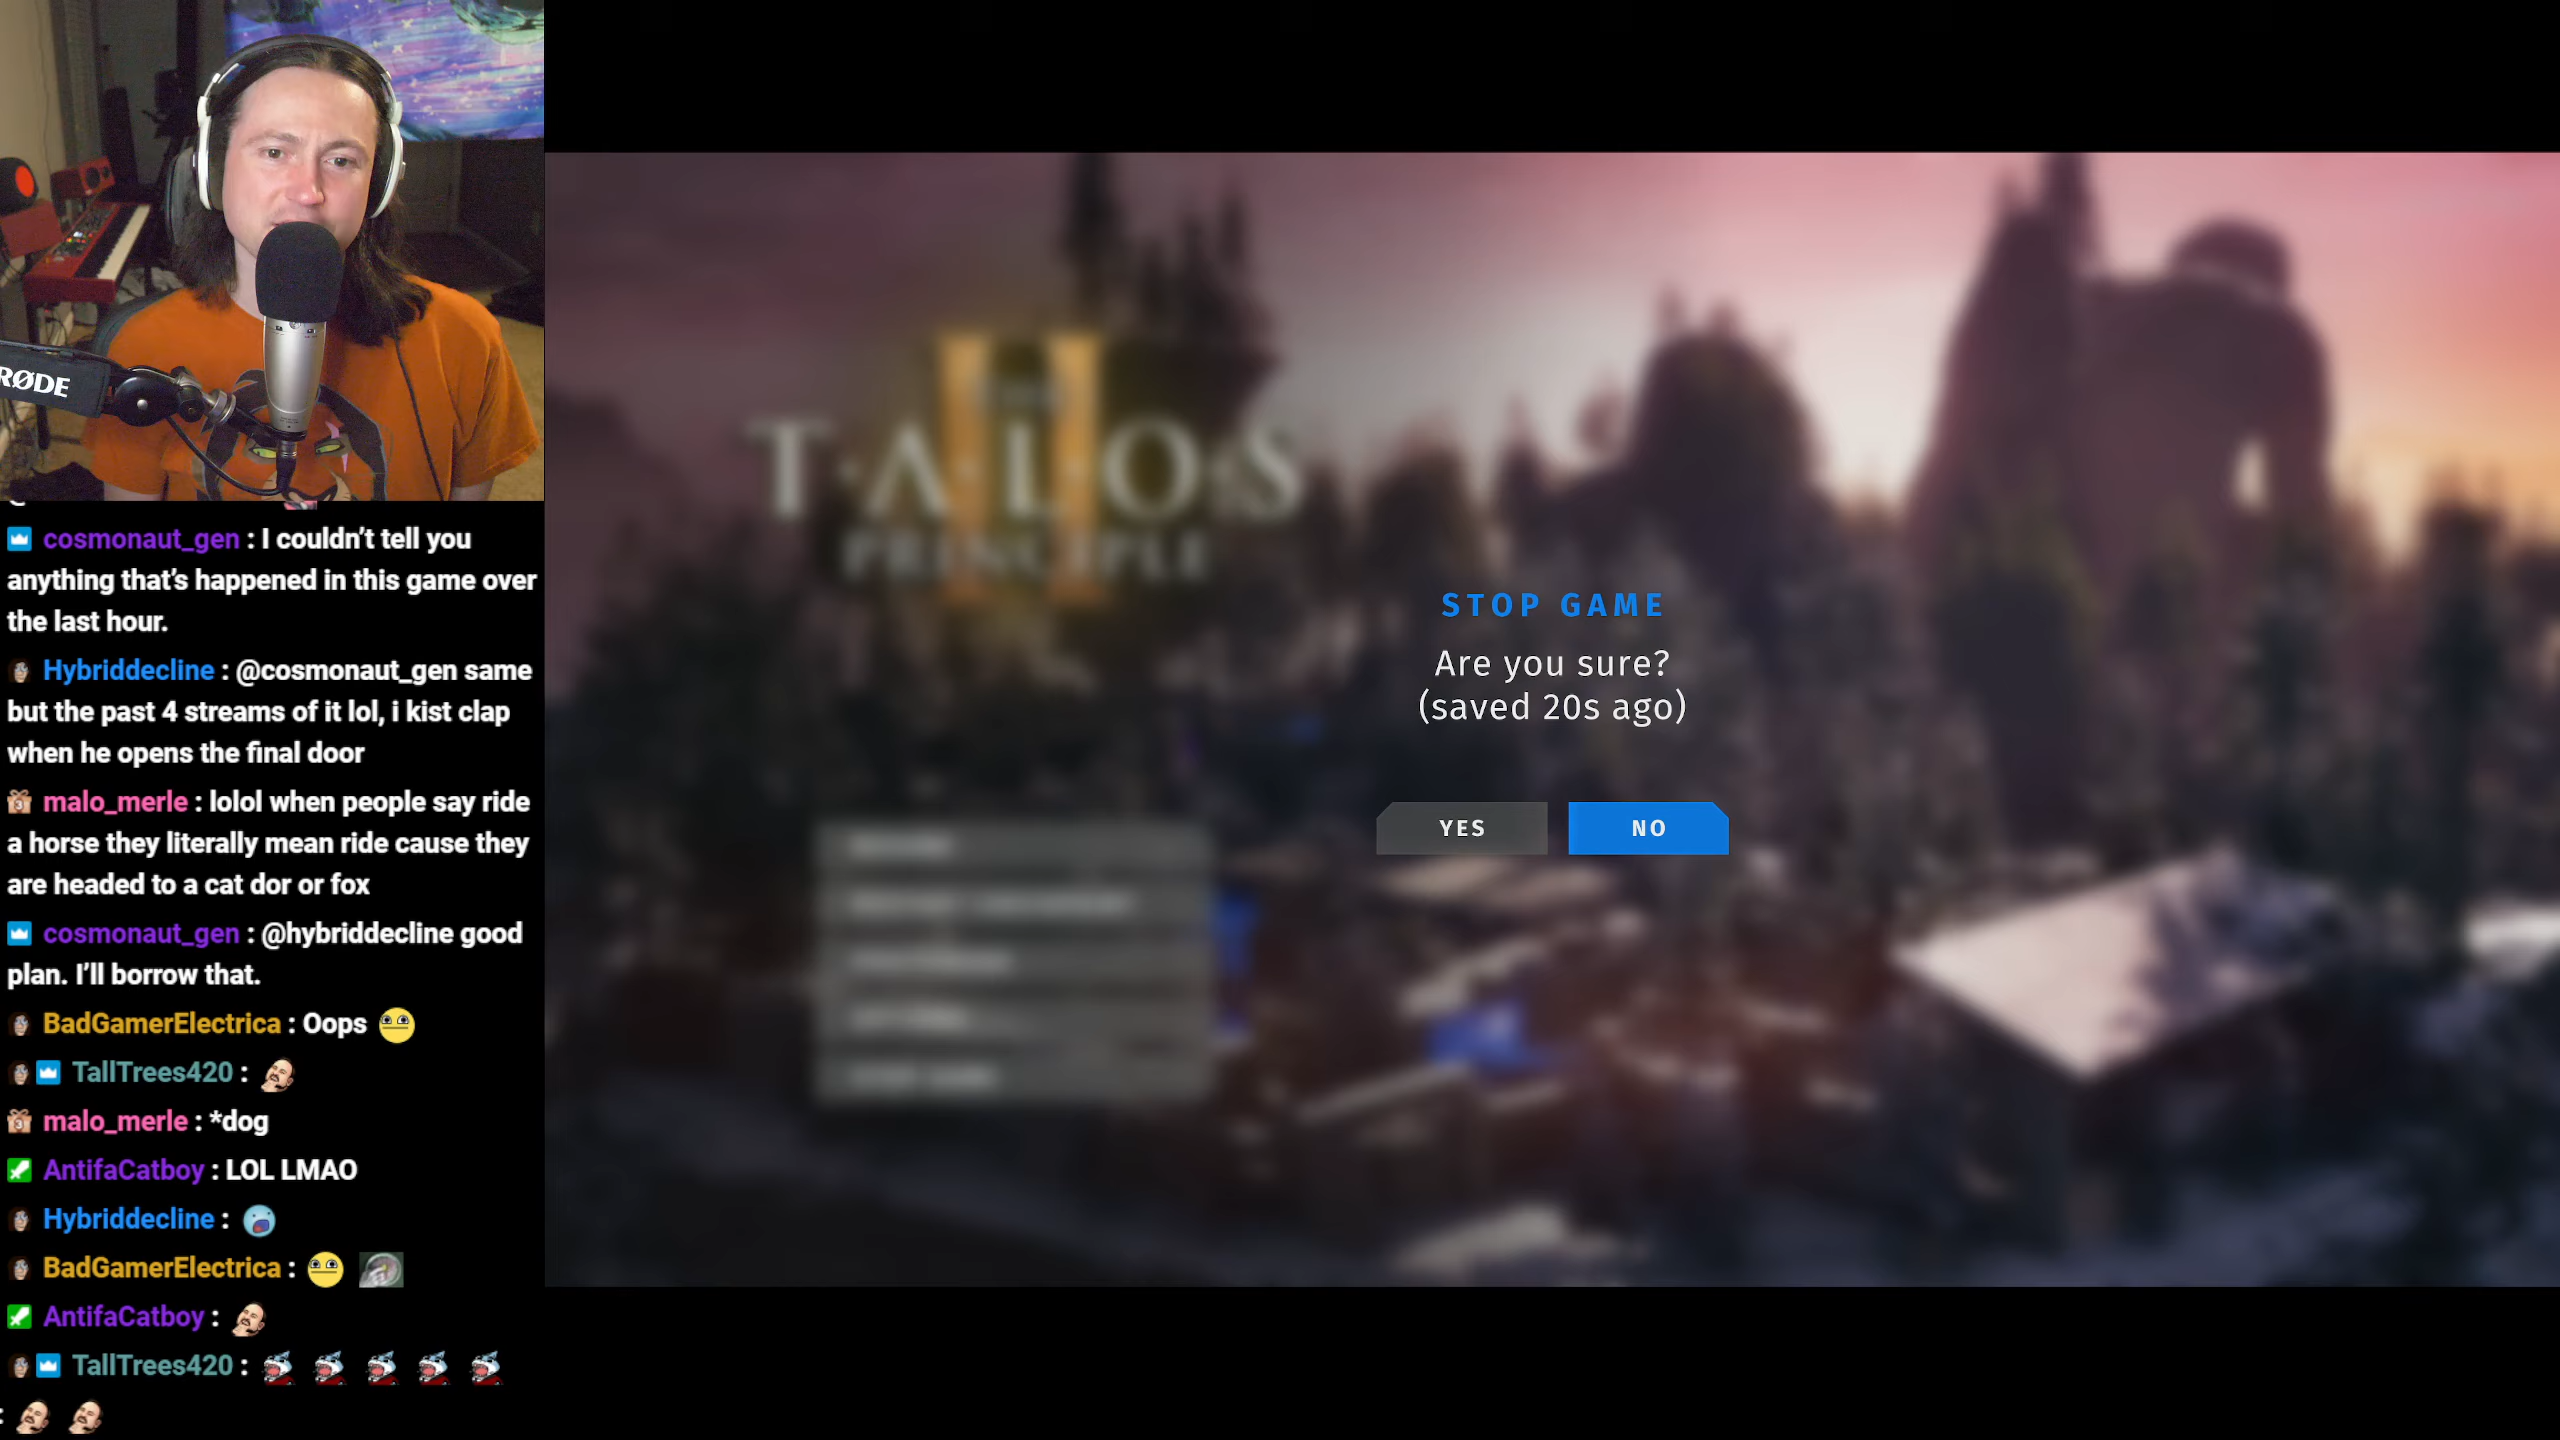 RØDE
cosmonaut_gen : I couldn’t tell you
anything that’s happened in this game over
the last hour.
Hybriddecline : @cosmonaut_gen same
but the past 4 streams of it lol, i kist clap
when he opens the final door
malo_merle : lolol when people say ride
a horse they literally mean ride cause they
are headed to a cat dor or fox
cosmonaut_gen : @hybriddecline good
plan. I’ll borrow that.
BadGamerElectrica : Oops
TallTrees420 :
malo_merle : *dog
AntifaCatboy : LOL LMAO
Hybriddecline :
BadGamerElectrica :
AntifaCatboy :
TallTrees420 :
:
T·A·L·O·S
PRINCIPLE
STOP GAME
Are you sure?
(saved 20s ago)
YES NO